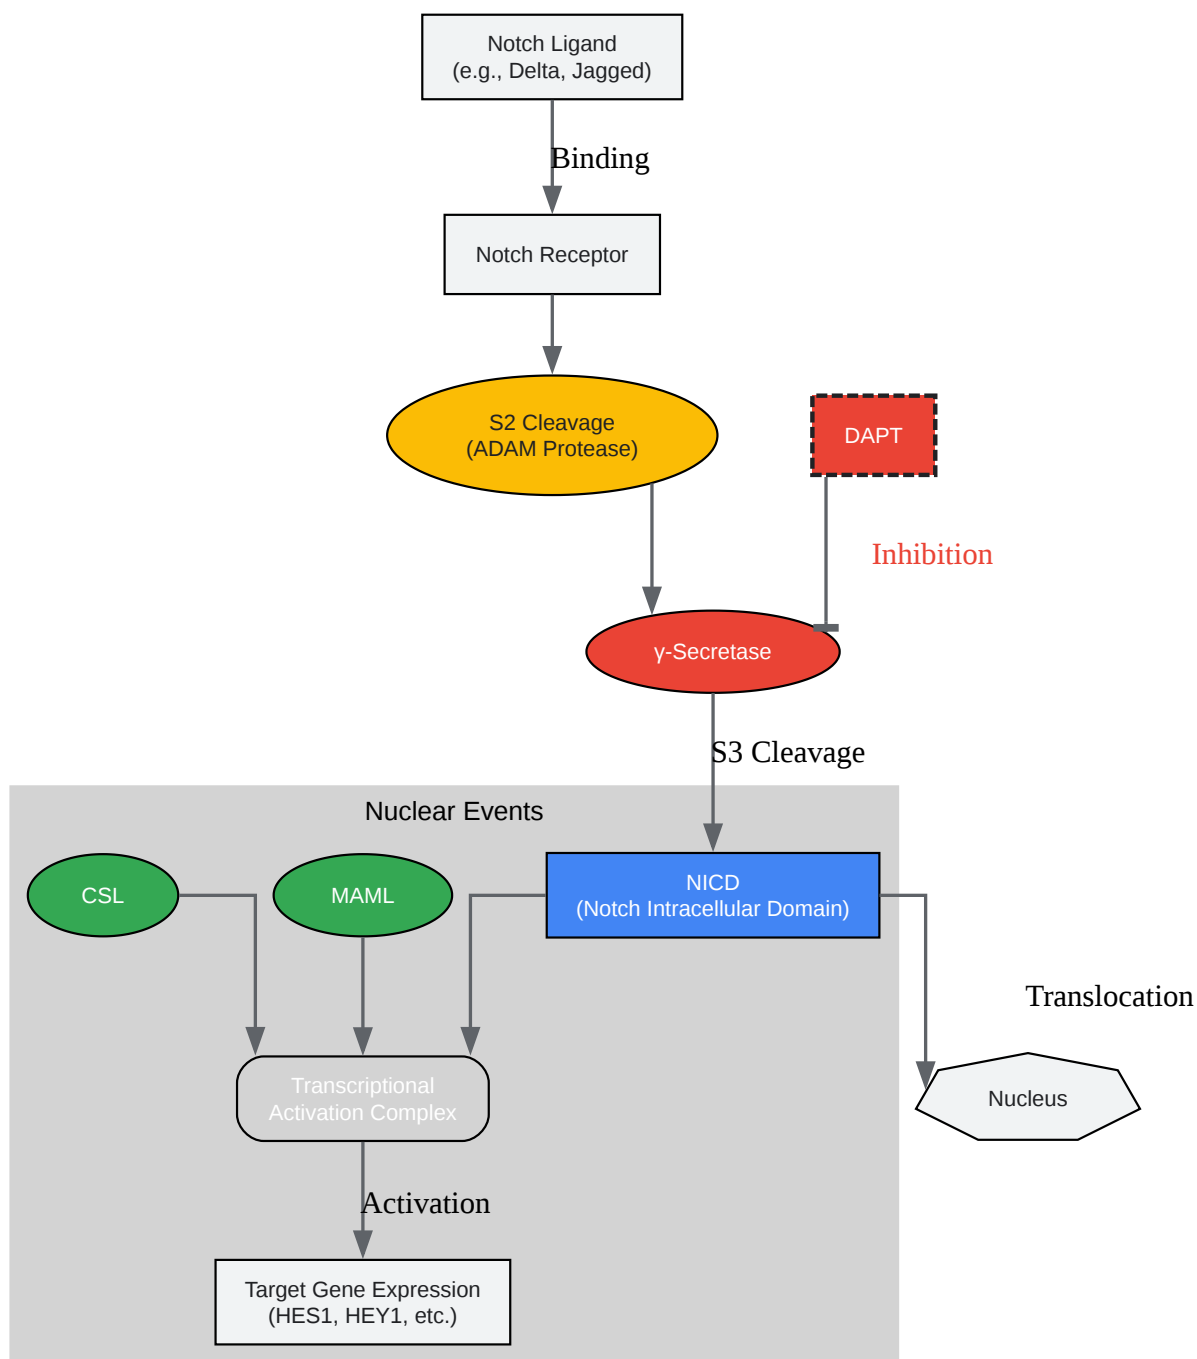 Notch Ligand
(e.g., Delta, Jagged)
Binding
Notch Receptor
S2 Cleavage
(ADAM Protease)
DAPT
Inhibition
γ-Secretase
S3 Cleavage
Nuclear Events
CSL
MAML
NICD
(Notch Intracellular Domain)
Translocation
Transcriptional
Activation Complex
Nucleus
Activation
Target Gene Expression
(HES1, HEY1, etc.)